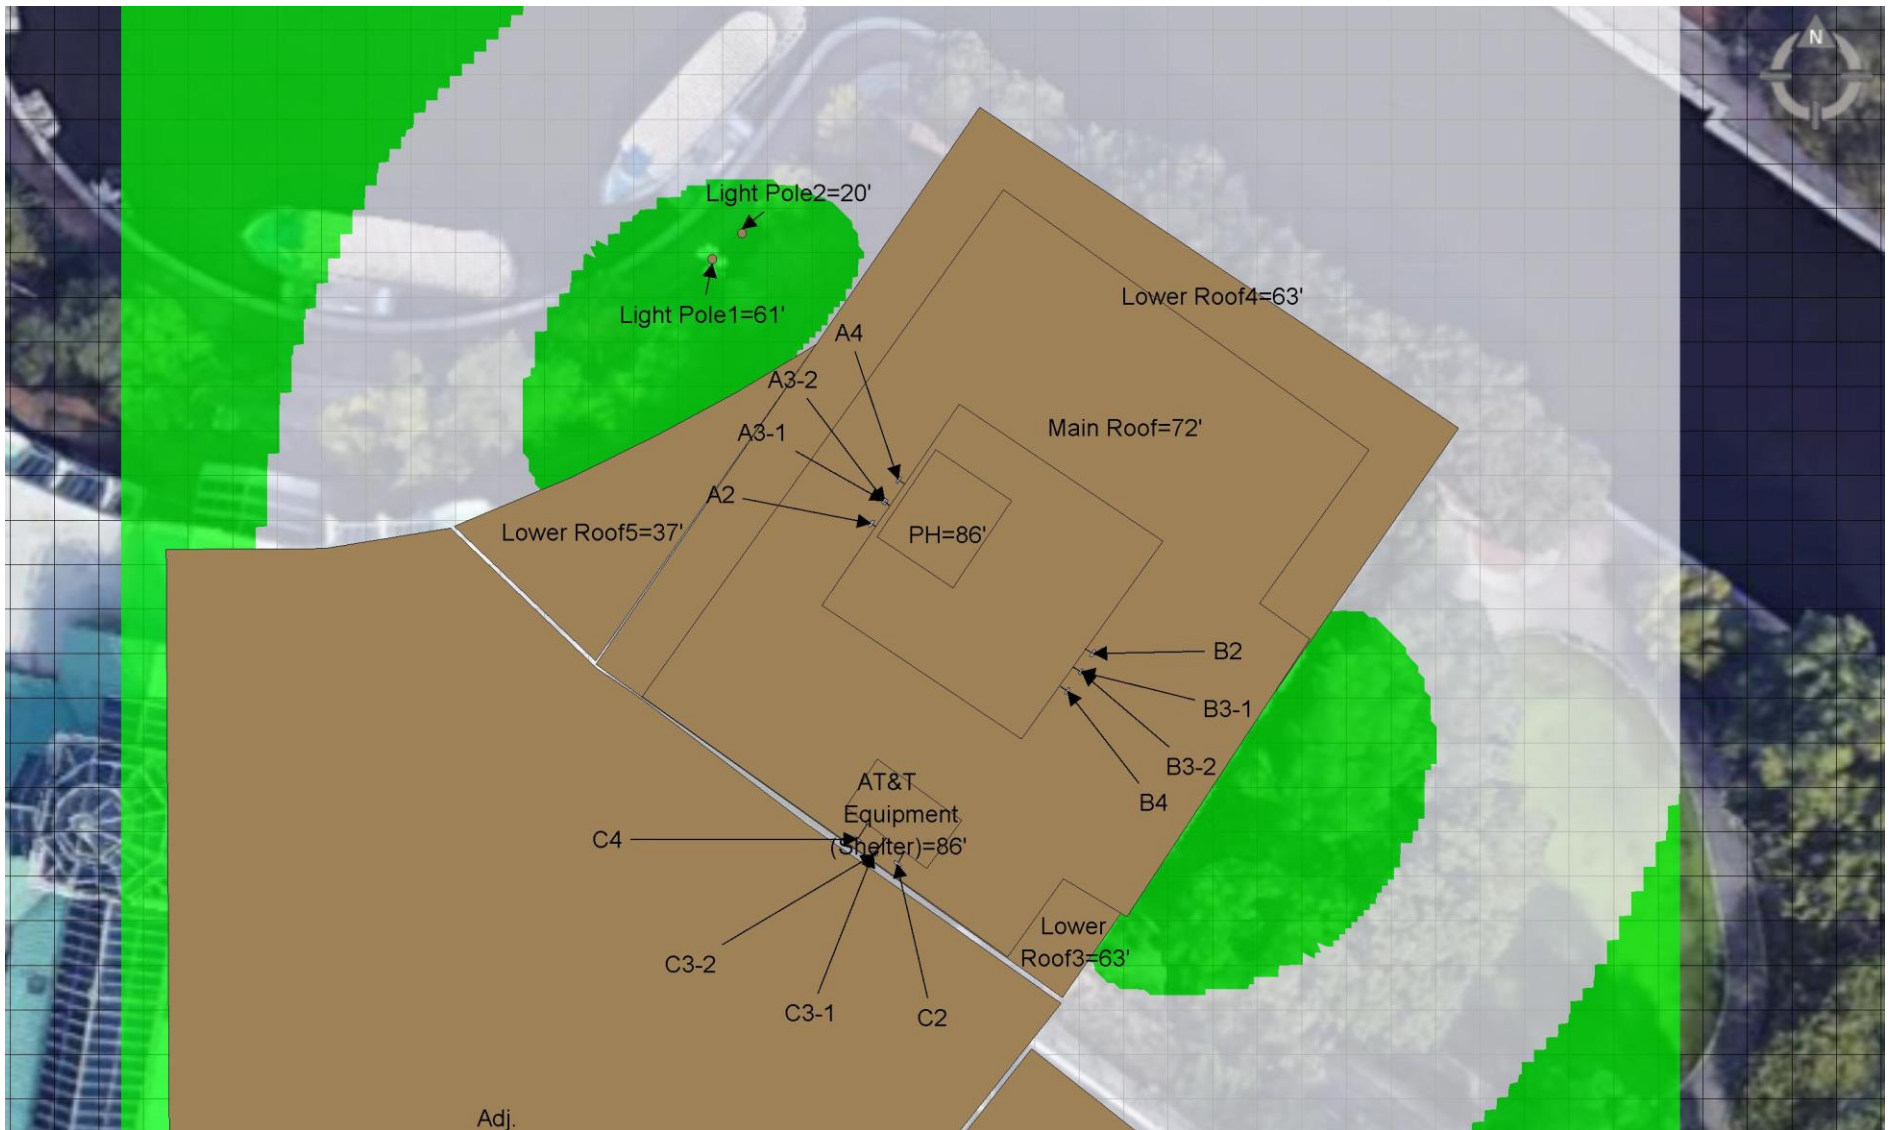 N
Light Pole2=20'
Lower Roof4=63'
Light Pole1=61'
A4
A3-2
Main Roof=72'
A3-1
A2
Lower Roof5=37'
PH=86'
B2
B3-1
B3-2
AT&T
B4
Equipment
C4
(Shelter)=86'
Lower
Roof3=63'
C3-2
C3-1
C2
Adj.